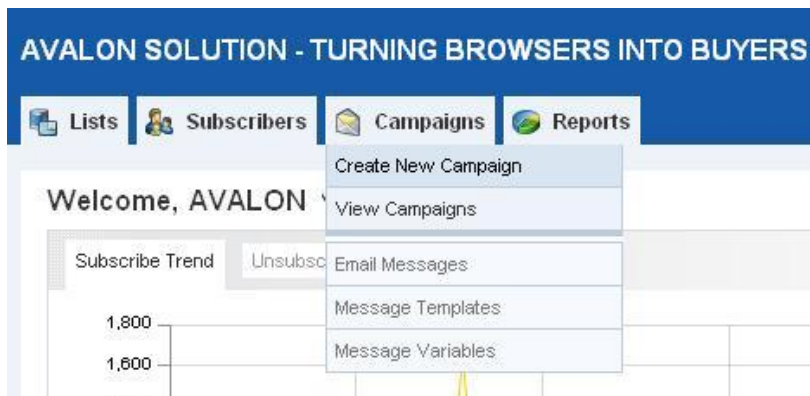 AVALON SOLUTION - TURNING BROWSERS INTO BUYERS
Lists Subscribers Campaigns Reports
Create New Campaign
Welcome, AVALON
View Campaigns
Subscribe Trend
Email Messages
Message Templates
1,800
Message Variables
1,600